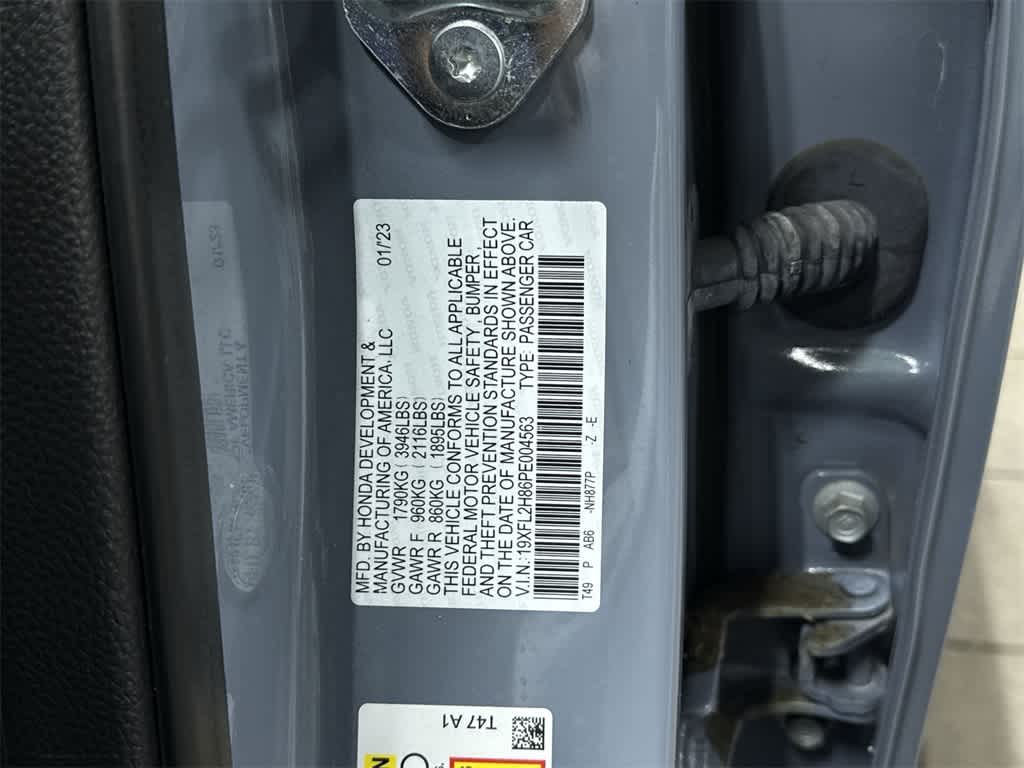 MFD. BY HONDA DEVELOPMENT &
MANUFACTURING OF AMERICA, LLC 01/'23
GVWR 1790KG ( 3946LBS)
GAWR F 960KG ( 2116LBS)
GAWR R 860KG ( 1895LBS)
THIS VEHICLE CONFORMS TO ALL APPLICABLE
FEDERAL MOTOR VEHICLE SAFETY, BUMPER,
AND THEFT PREVENTION STANDARDS IN EFFECT
ON THE DATE OF MANUFACTURE SHOWN ABOVE.
V.I.N.:19XFL2H86PE004563 TYPE: PASSENGER CAR
T49 P AB6 -NH877P -Z -E
T47 A1